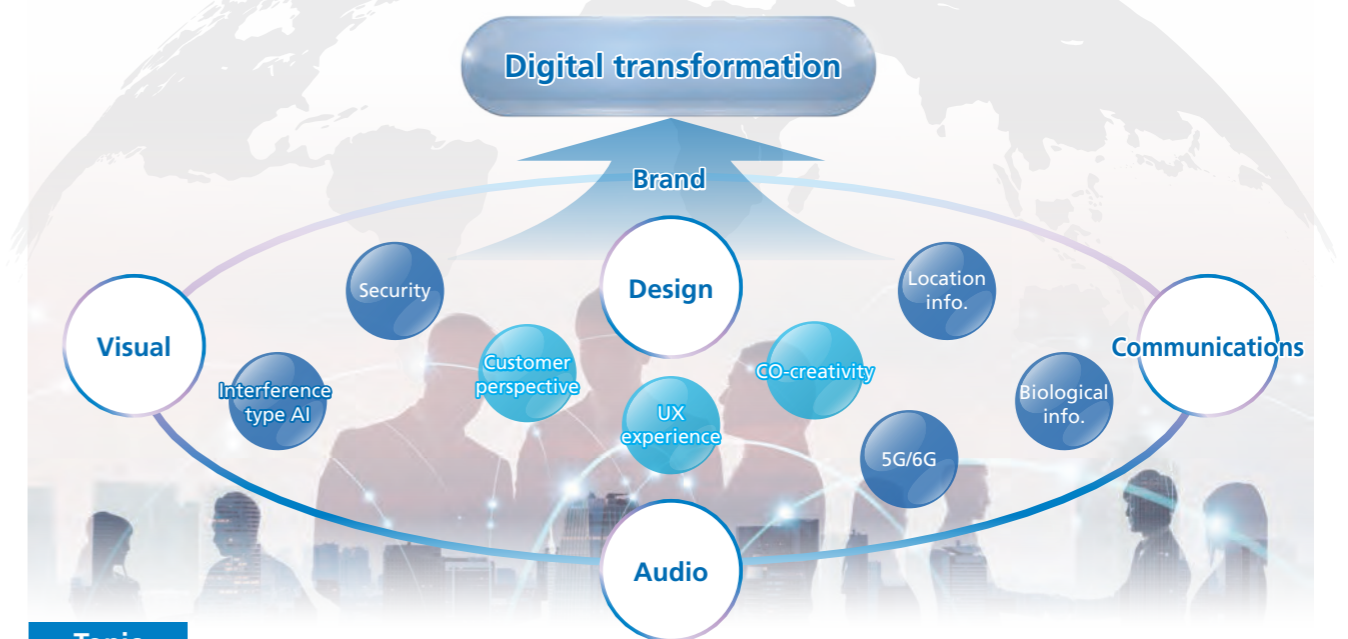 Digital transformation
Brand
Design
Security
Location
info.
Visual
Communications
Customer
perspective
CO-creativity
Interference
type AI
Biological
info.
UX
experience
5G/6G
Audio
Topic